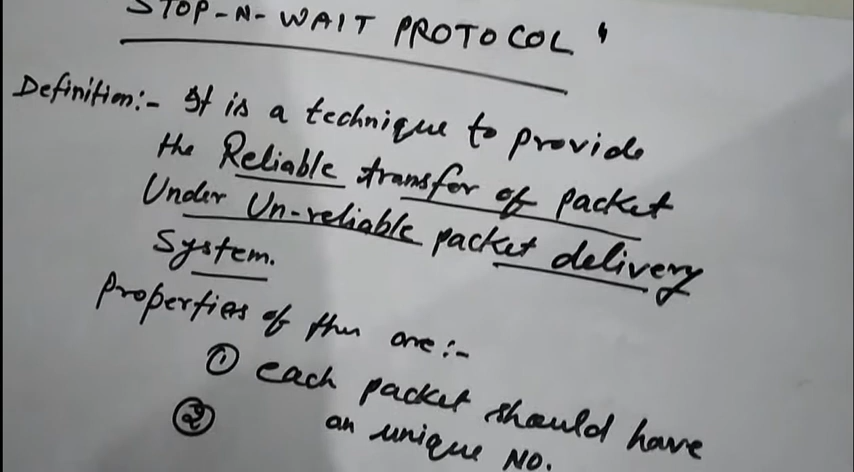 STOP-N-WAIT PROTOCOL "
Definition:- It is a technique to provide
the Reliable transfer of packet
Under Un-reliable packet delivery
System.
Properties of this one:-
① each packet should have
an unique NO.
②